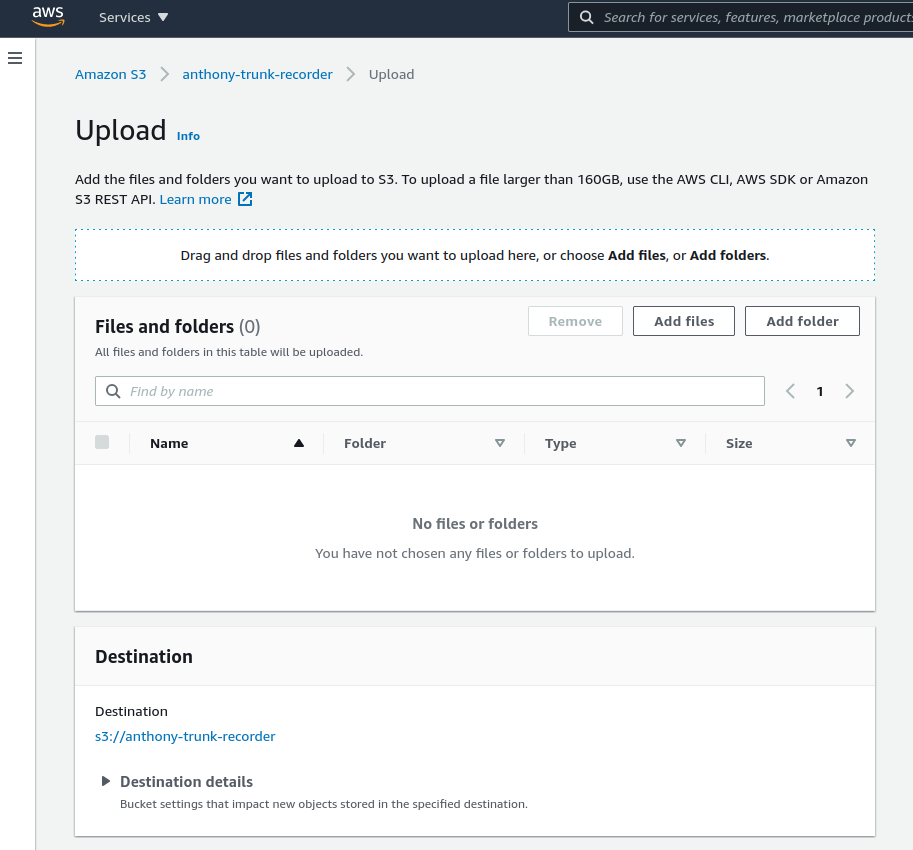 aws
Services ▼
Search for services, features, marketplace products
Amazon S3 > anthony-trunk-recorder > Upload
Upload Info
Add the files and folders you want to upload to S3. To upload a file larger than 160GB, use the AWS CLI, AWS SDK or Amazon
S3 REST API. Learn more
Drag and drop files and folders you want to upload here, or choose Add files, or Add folders.
Files and folders (0)
Remove
Add files
Add folder
All files and folders in this table will be uploaded.
Find by name
1
Name Folder Type Size
No files or folders
You have not chosen any files or folders to upload.
Destination
Destination
s3://anthony-trunk-recorder
Destination details
Bucket settings that impact new objects stored in the specified destination.